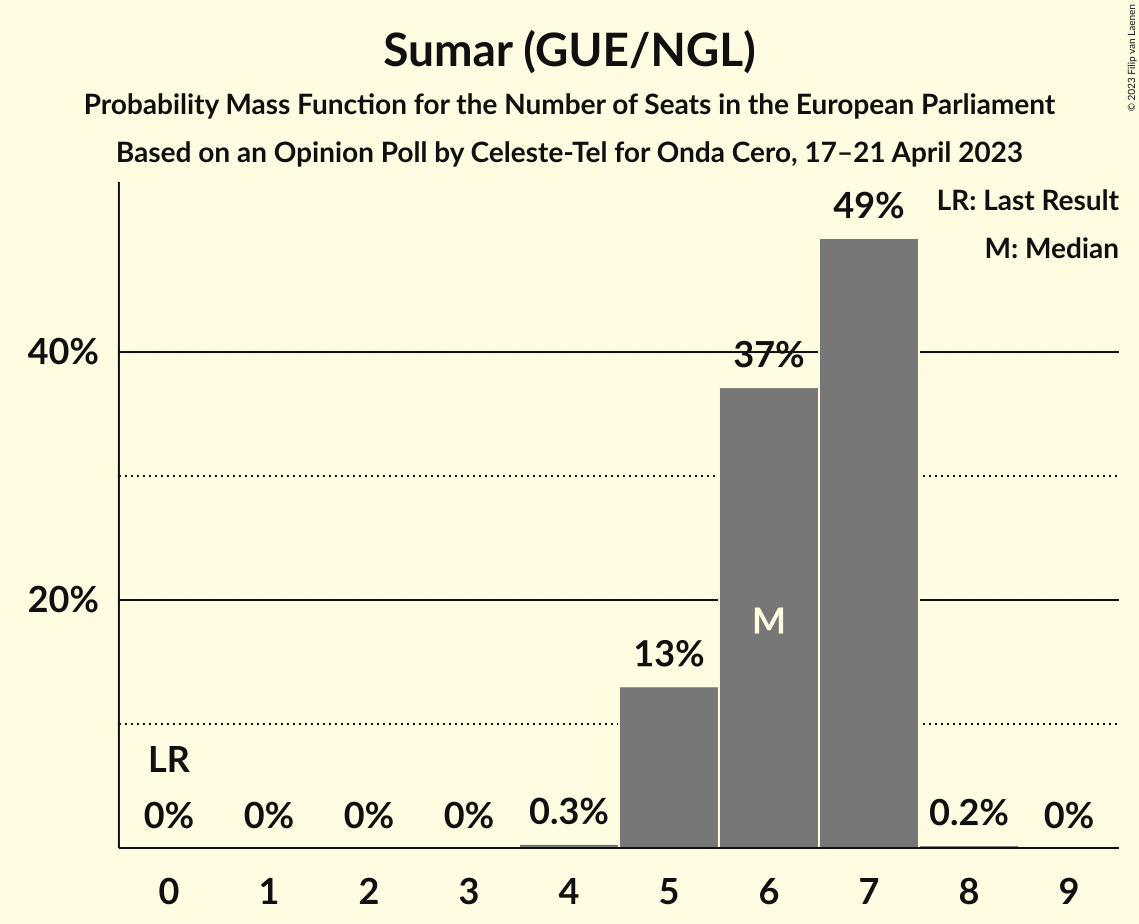 Sumar (GUE/NGL)
Probability Mass Function for the Number of Seats in the European Parliament
Based on an Opinion Poll by Celeste-Tel for Onda Cero, 17–21 April 2023
© 2023 Filip van Laenen
LR: Last Result
M: Median
49%
40%
37%
20%
M
13%
LR
0% 0% 0% 0% 0.3% 0.2% 0%
0 1 2 3 4 5 6 7 8 9